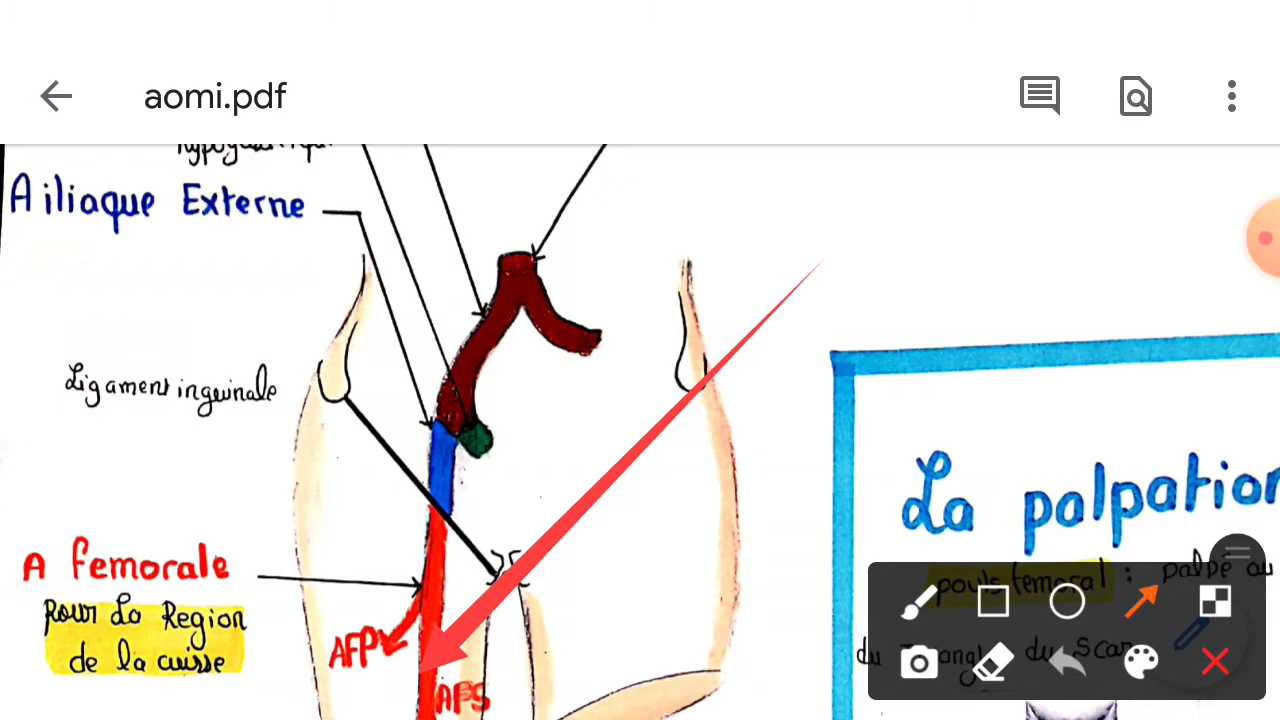 aomi.pdf
A iliaque Externe
Ligament inguinale
La palpation
A femorale
pour La Region
de la cuisse
pouls femoral : palpé au
du du Scar
AFP
AFS